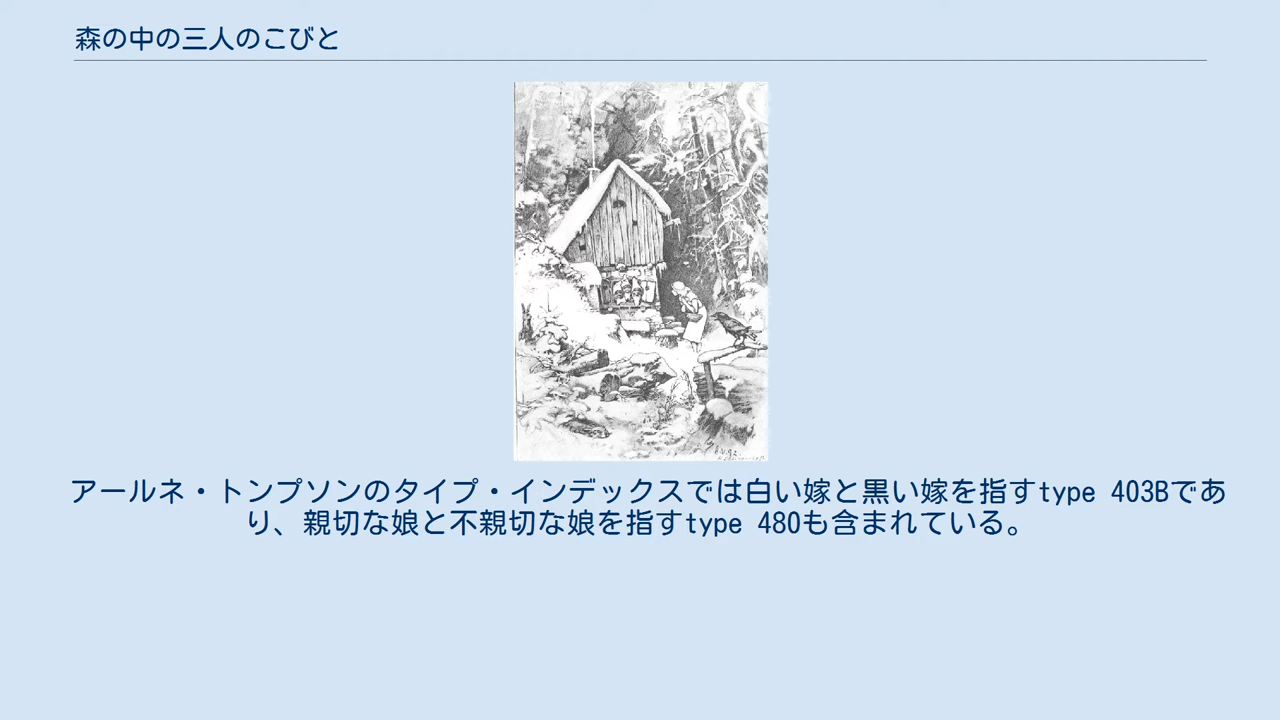 森の中の三人のこびと
アールネ・トンプソンのタイプ・インデックスでは白い嫁と黒い嫁を指すtype 403Bであ
り、親切な娘と不親切な娘を指すtype 480も含まれている。